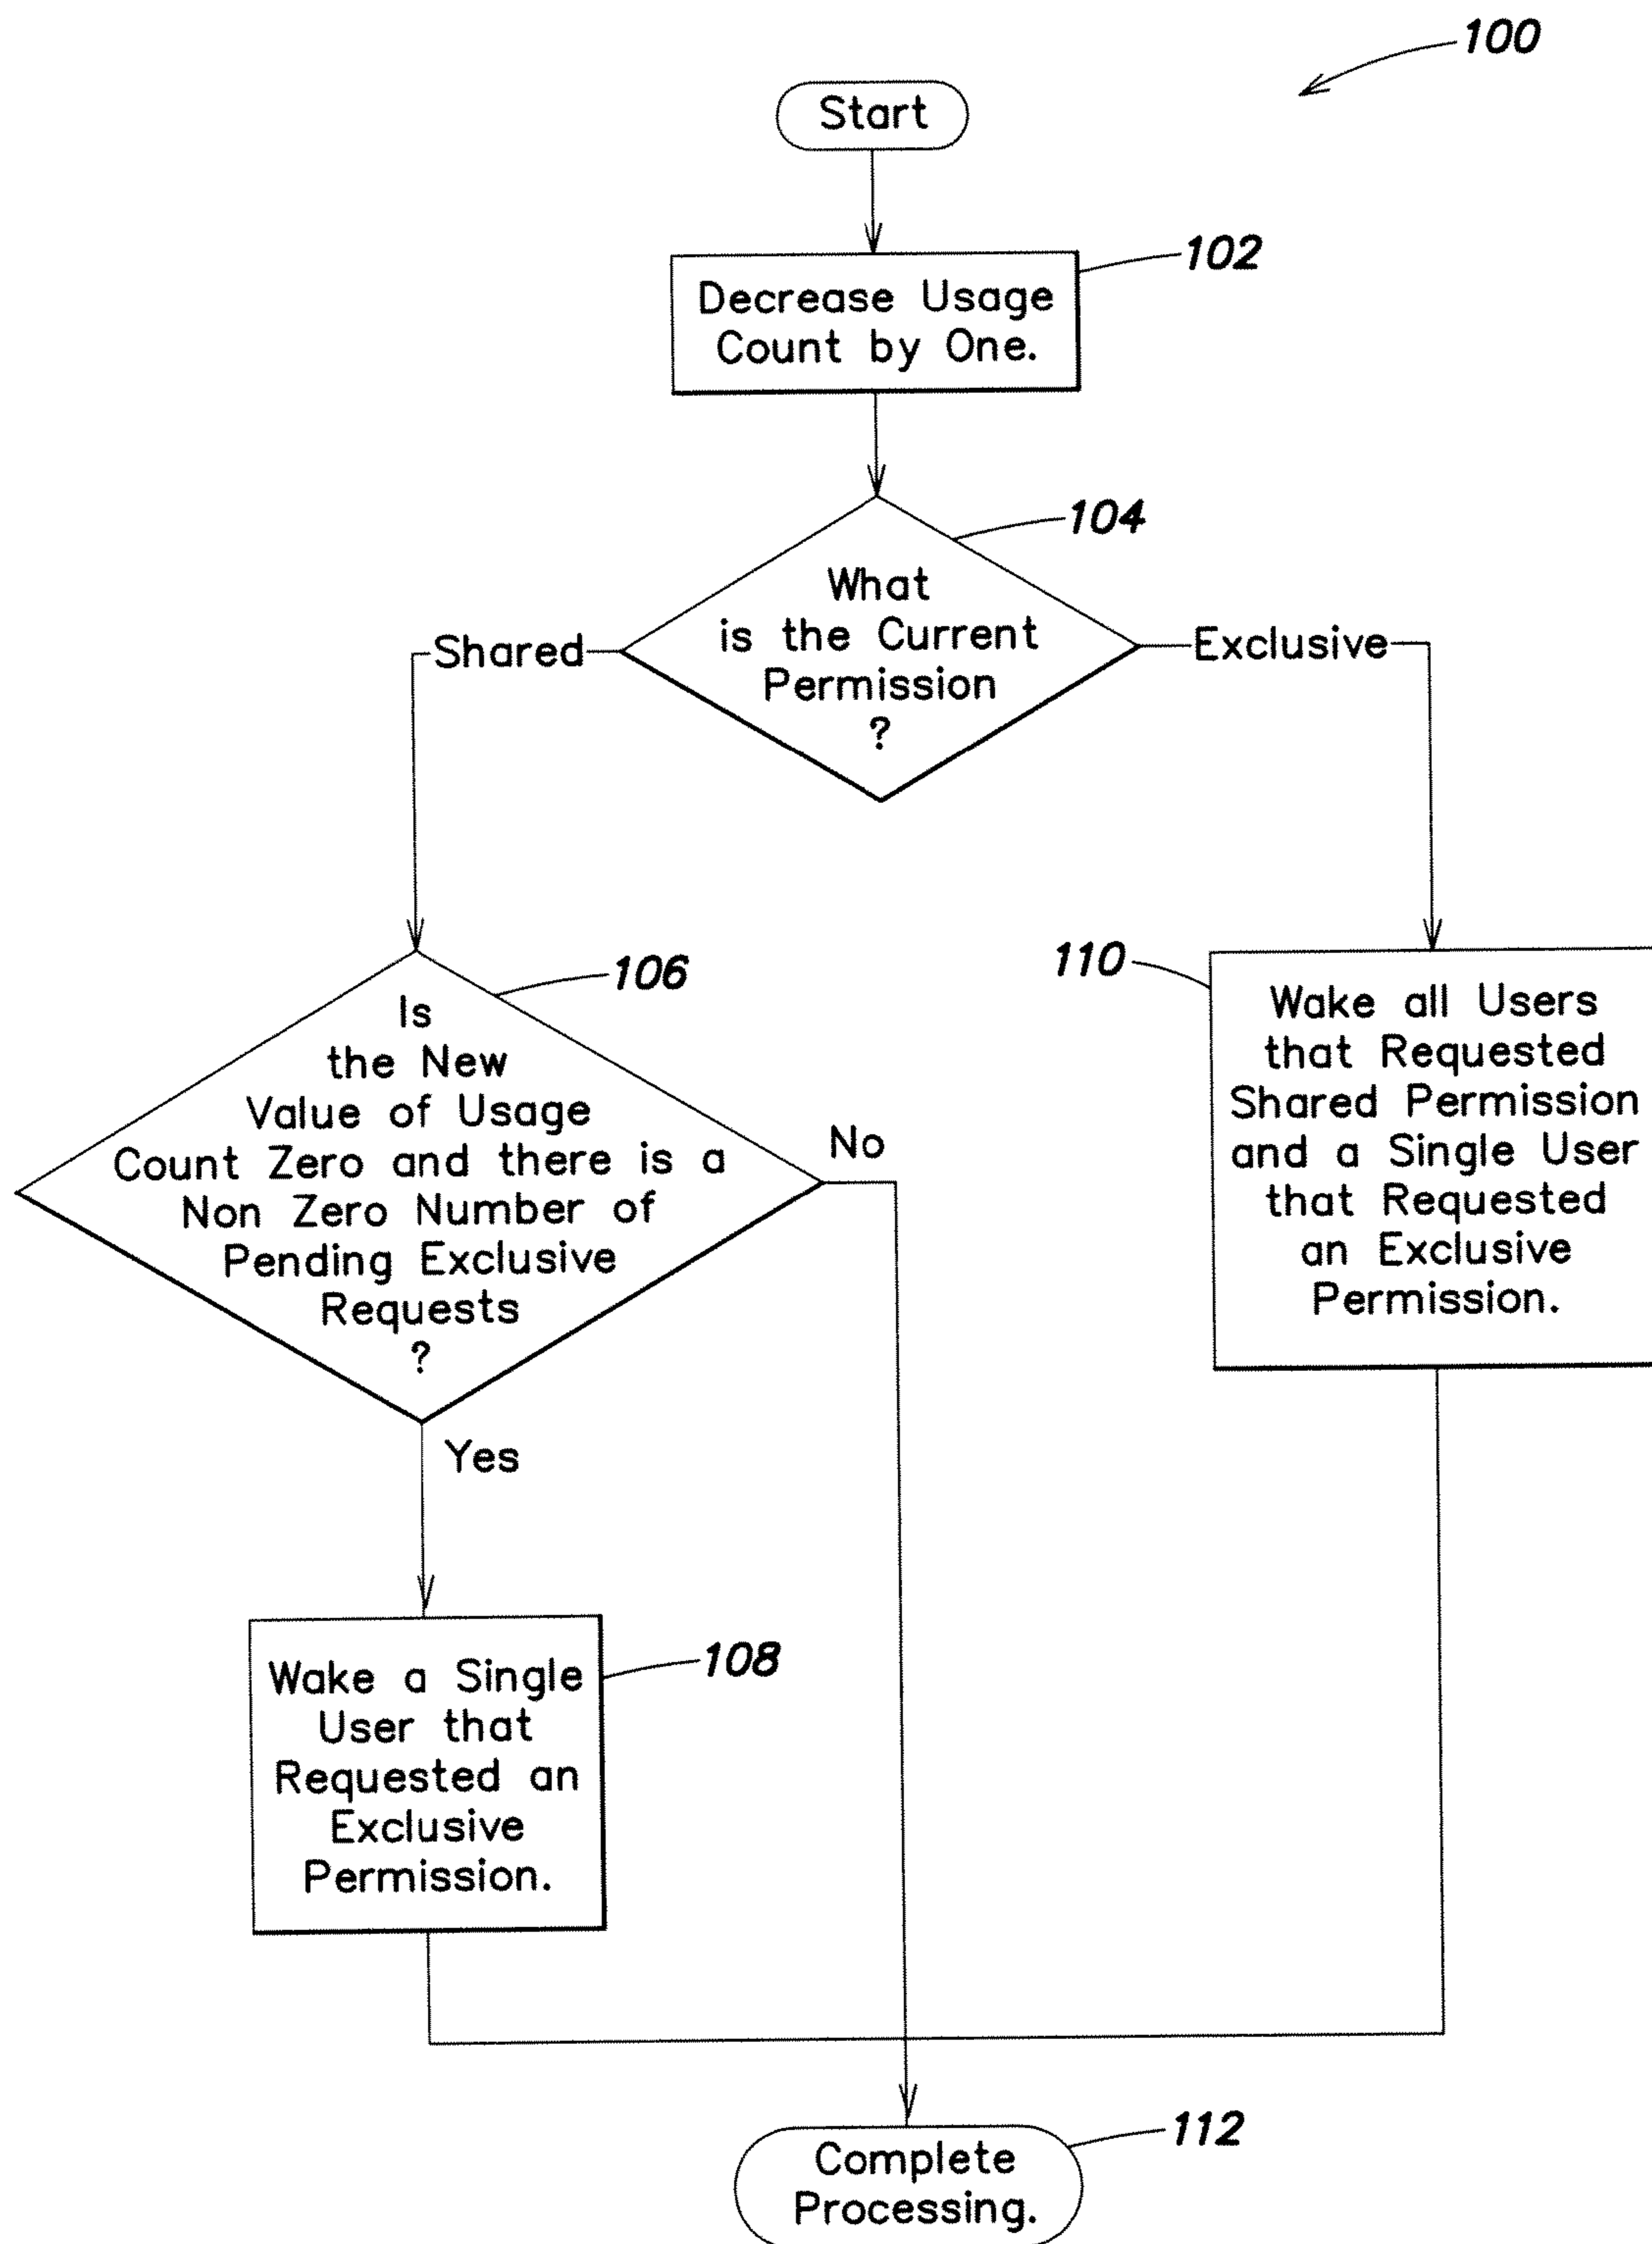 100
Start
102
Decrease Usage
Count by One.
104
What
is the Current
Permission
?
Shared
Exclusive
106
Is
the New
Value of Usage
Count Zero and there is a
Non Zero Number of
Pending Exclusive
Requests
?
No
Yes
110
Wake all Users
that Requested
Shared Permission
and a Single User
that Requested
an Exclusive
Permission.
108
Wake a Single
User that
Requested an
Exclusive
Permission.
112
Complete
Processing.